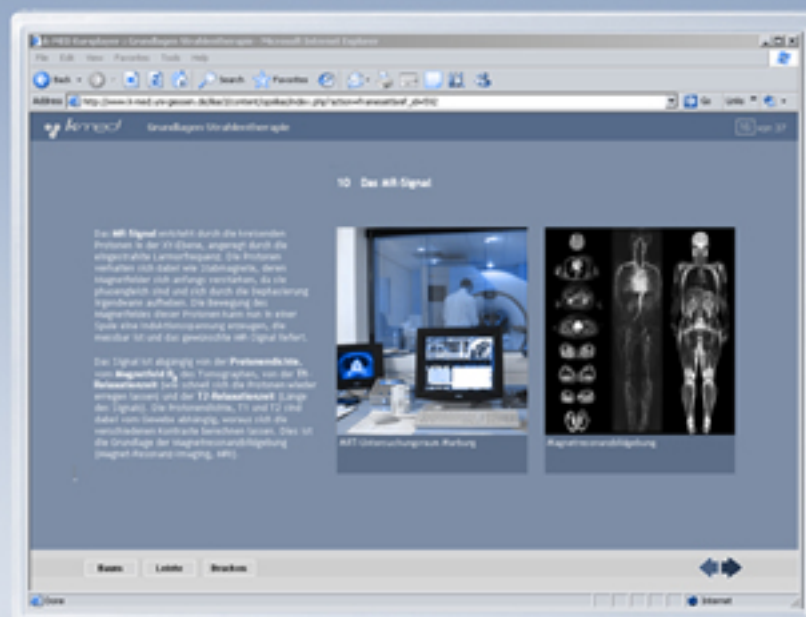 k-MED Kursplayer :: Grundlagen Strahlentherapie - Microsoft Internet Explorer
File Edit View Favorites Tools Help
Back Search Favorites
Address Go Links
k-med Grundlagen Strahlentherapie von 37
10 Das MR-Signal
Das MR-Signal entsteht durch die kreisenden
Protonen in der XY-Ebene, angeregt durch die
eingestrahlte Larmorfrequenz. Die Protonen
verhalten sich dabei wie Stabmagnete, deren
Magnetfelder sich anfangs verstärken, da sie
phasengleich sind und sich durch die Dephasierung
irgendwann aufheben. Die Bewegung des
Magnetfeldes dieser Protonen kann nun in einer
Spule eine Induktionsspannung erzeugen, die
messbar ist und das gewünschte MR-Signal liefert.
Das Signal ist abhängig von der Protonendichte,
vom Magnetfeld B0 des Tomographen, von der T1-
Relaxationszeit (wie schnell sich die Protonen wieder
erregen lassen) und der T2-Relaxationszeit (Länge
des Signals). Die Protonendichte, T1 und T2 sind
dabei vom Gewebe abhängig, woraus sich die
verschiedenen Kontraste berechnen lassen. Dies ist
die Grundlage der Magnetresonanzbildgebung
(Magnet-Resonanz-Imaging, MRI).
MRT-Untersuchungsraum Marburg
Magnetresonanzbildgebung
Baum Leiste Drucken
Done Internet